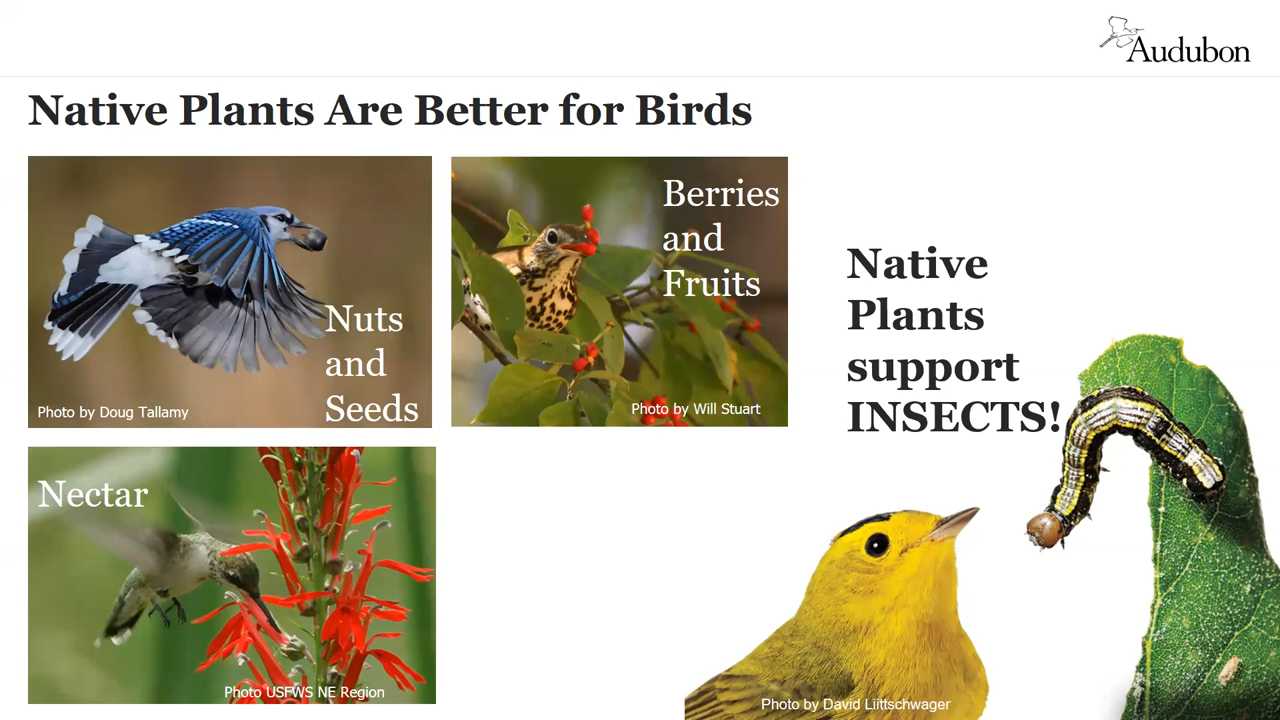 Audubon
Native Plants Are Better for Birds
Nuts
and
Seeds
Photo by Doug Tallamy
Berries
and
Fruits
Photo by Will Stuart
Native
Plants
support
INSECTS!
Nectar
Photo USFWS NE Region
Photo by David Liittschwager